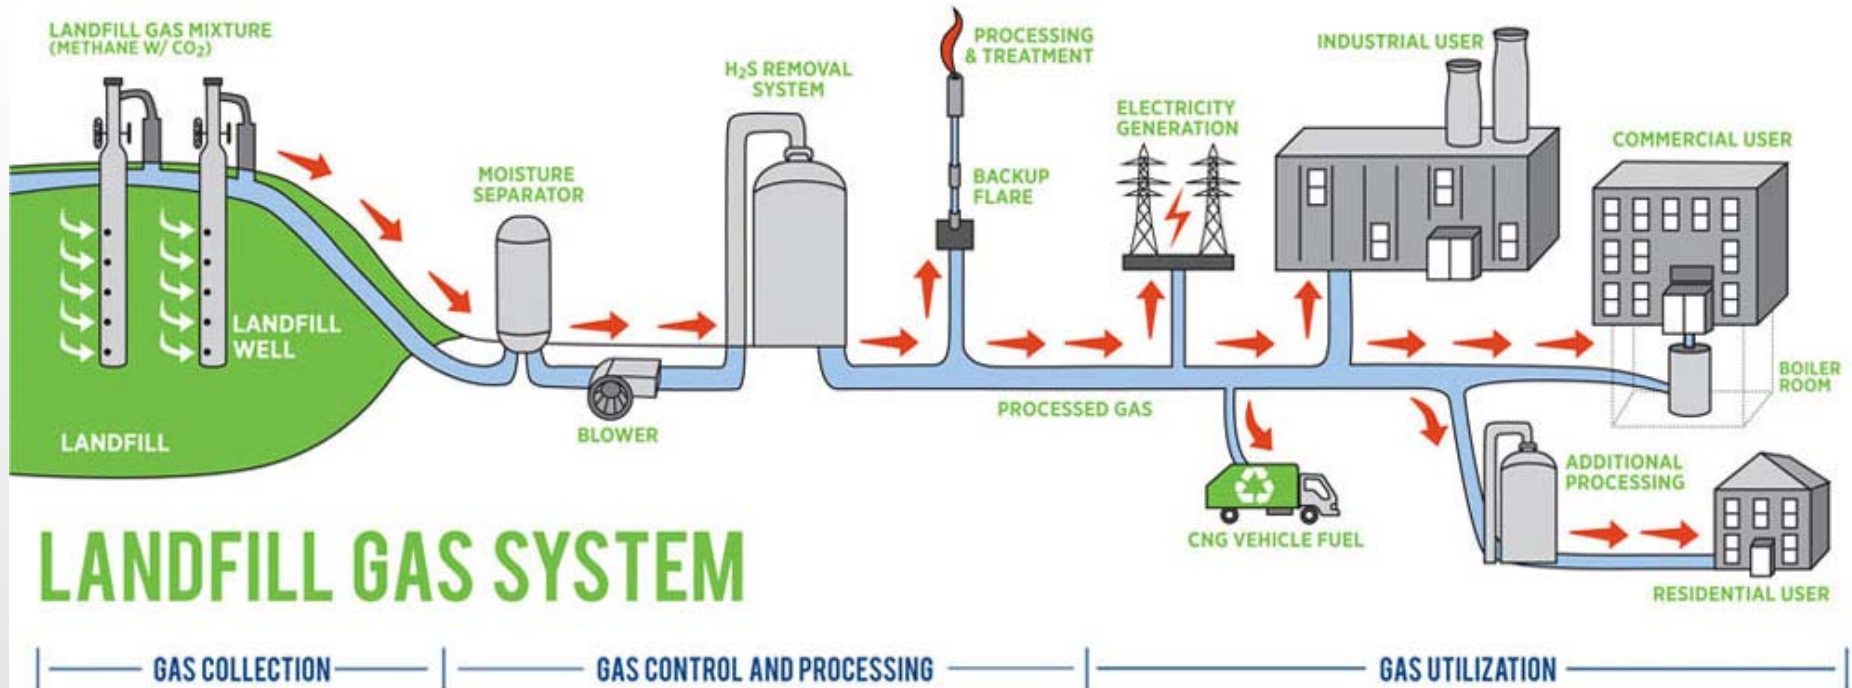 LANDFILL GAS MIXTURE
(METHANE W/ CO₂)
LANDFILL
WELL
LANDFILL
MOISTURE
SEPARATOR
BLOWER
H₂S REMOVAL
SYSTEM
PROCESSING
& TREATMENT
BACKUP
FLARE
PROCESSED GAS
ELECTRICITY
GENERATION
CNG VEHICLE FUEL
INDUSTRIAL USER
COMMERCIAL USER
BOILER
ROOM
ADDITIONAL
PROCESSING
RESIDENTIAL USER
LANDFILL GAS SYSTEM
GAS COLLECTION
GAS CONTROL AND PROCESSING
GAS UTILIZATION